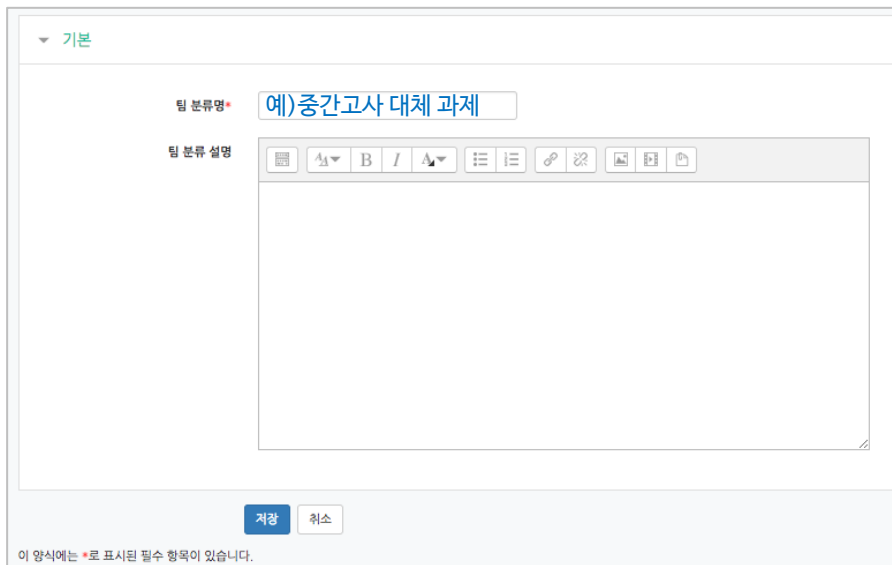 기본
팀 분류명*
예)중간고사 대체 과제
팀 분류 설명
저장 취소
이 양식에는 *로 표시된 필수 항목이 있습니다.